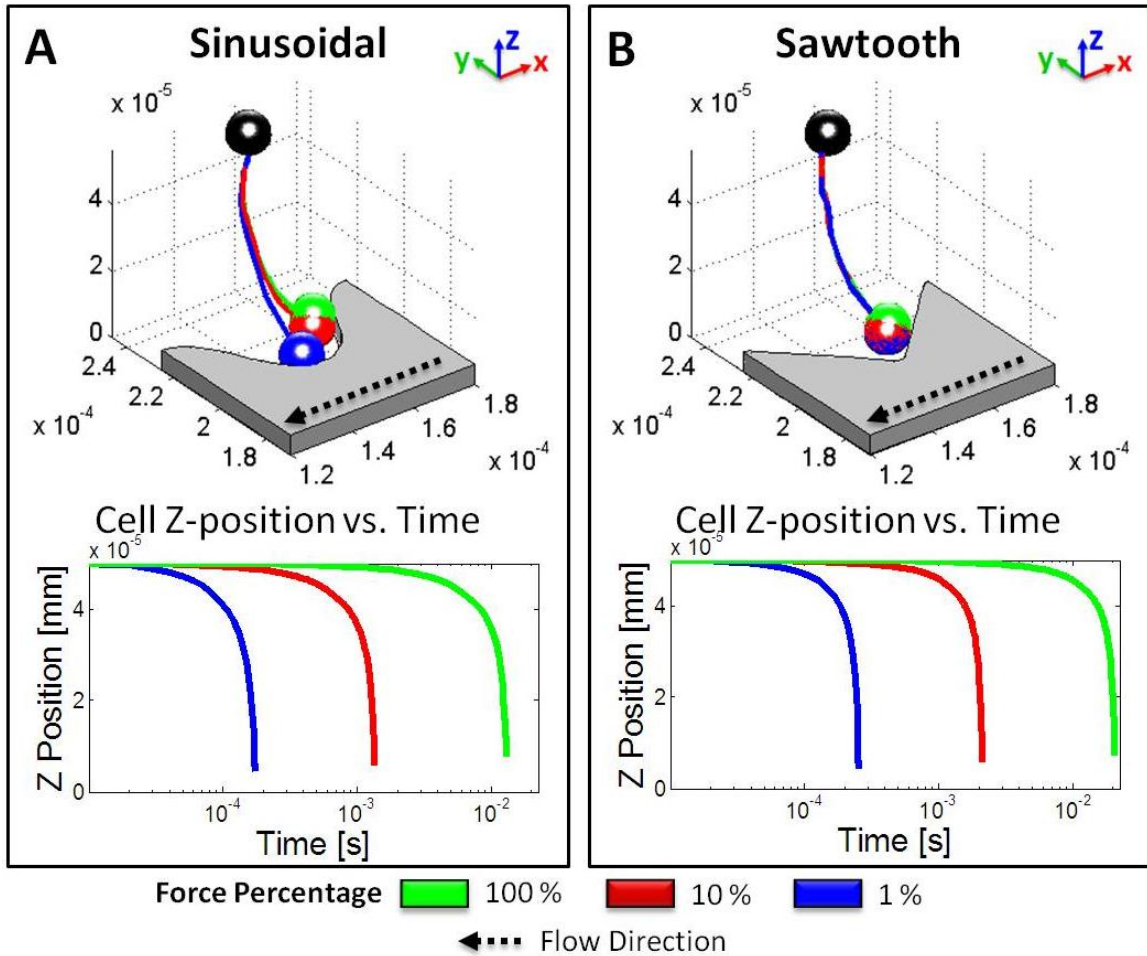 A
Sinusoidal
z
y
x
x 10⁻⁵
4
2
0
2.4
2.2
2
1.8
x 10⁻⁴
1.2
1.4
1.6
1.8
x 10⁻⁴
Cell Z-position vs. Time
x 10⁻⁵
4
2
0
Z Position [mm]
10⁻⁴
10⁻³
10⁻²
Time [s]
B
Sawtooth
z
y
x
x 10⁻⁵
4
2
0
2.4
2.2
2
1.8
x 10⁻⁴
1.2
1.4
1.6
1.8
x 10⁻⁴
Cell Z-position vs. Time
x 10⁻⁵
4
2
0
Z Position [mm]
10⁻⁴
10⁻³
10⁻²
Time [s]
Force Percentage 100 % 10 % 1 %
Flow Direction